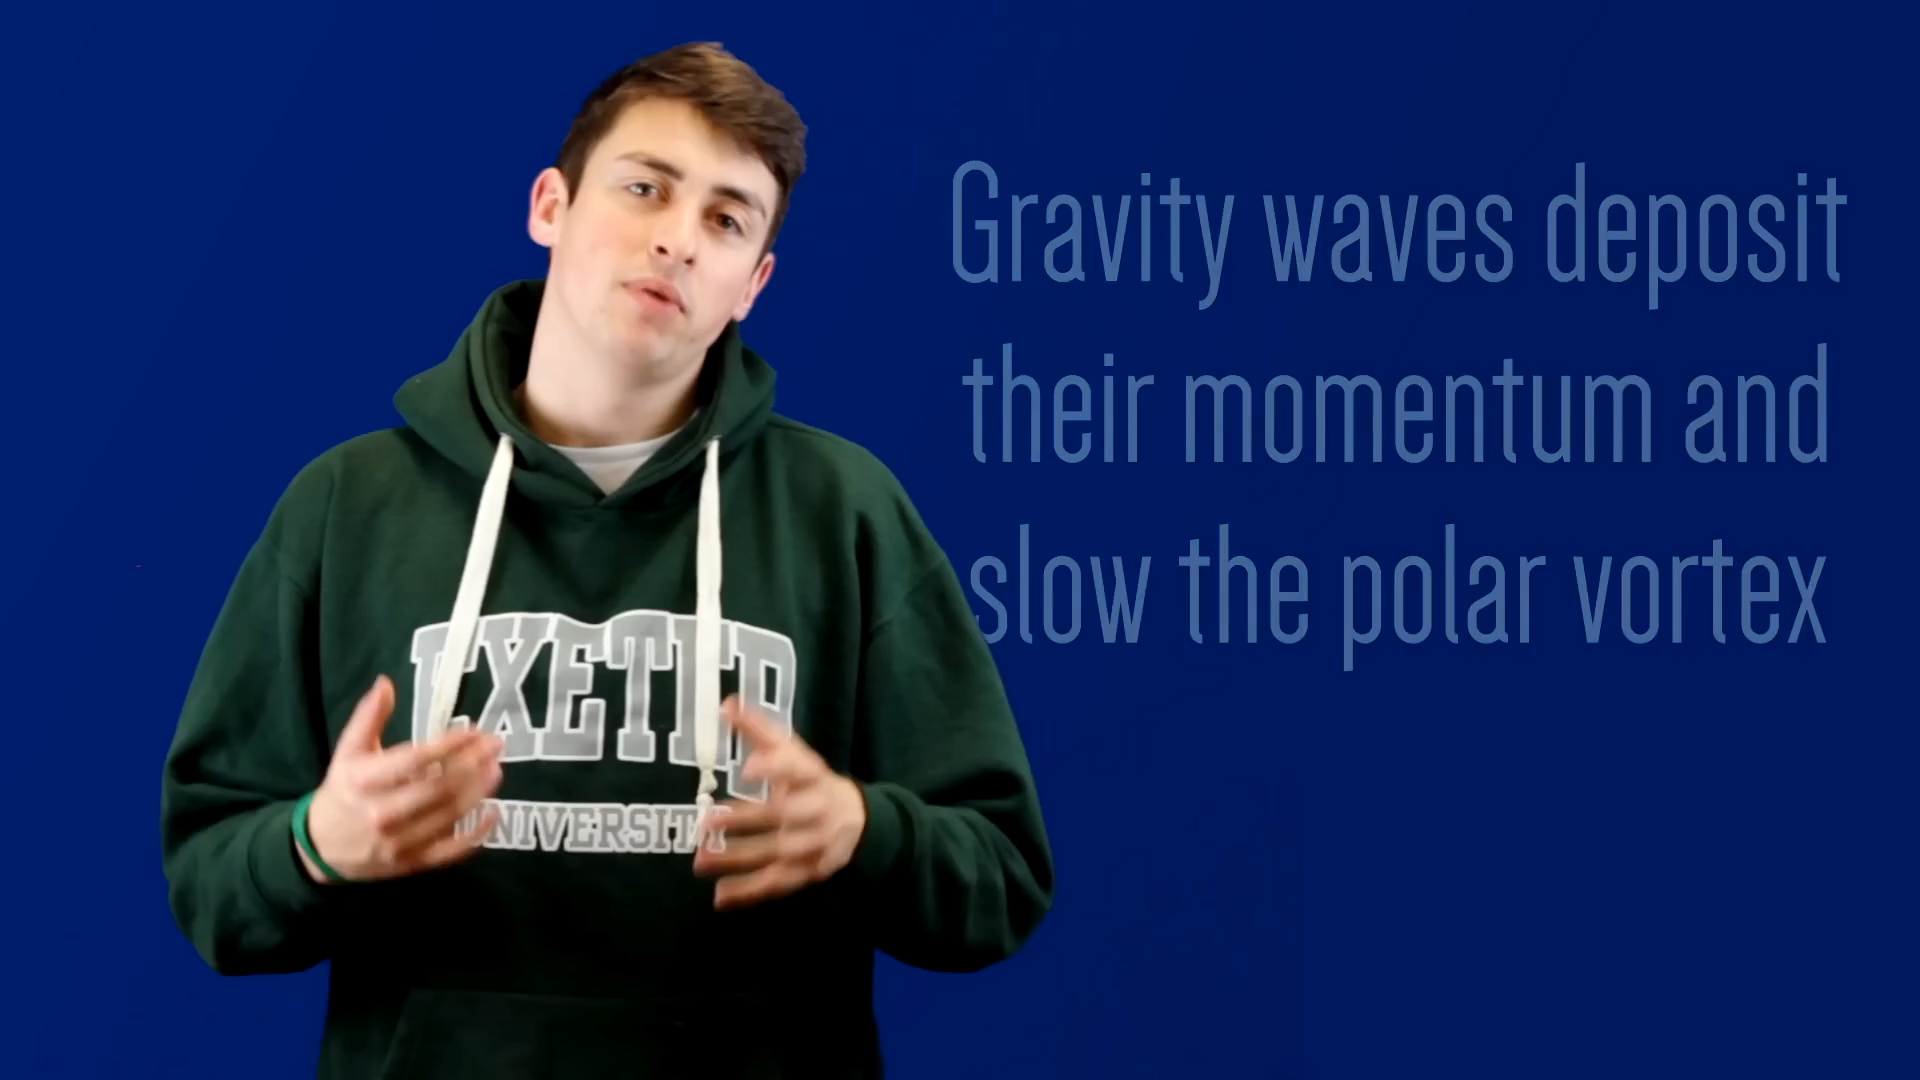 Gravity waves deposit
their momentum and
slow the polar vortex
EXETER
UNIVERSITY